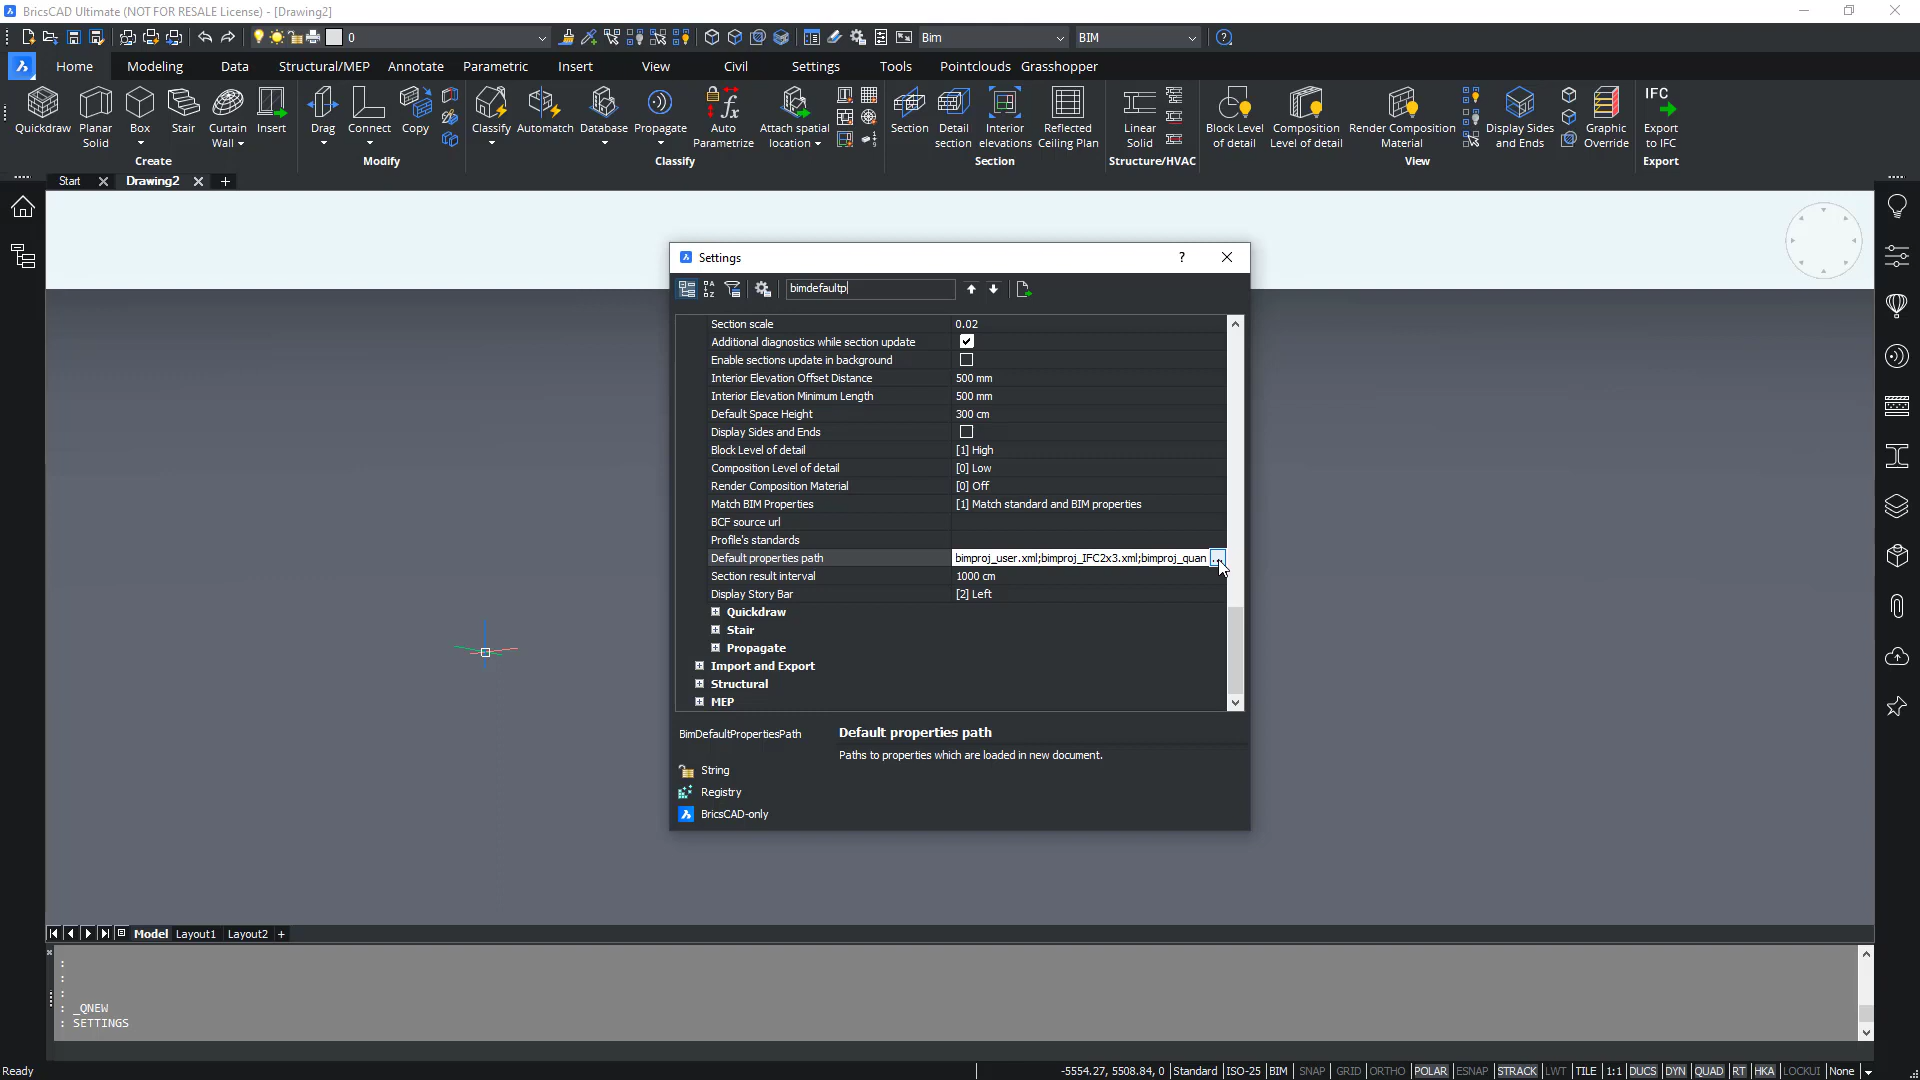 BricsCAD Ultimate (NOT FOR RESALE License) - [Drawing2]
0
Bim
BIM
Home Modeling Data Structural/MEP Annotate Parametric Insert View Civil Settings Tools Pointclouds Grasshopper
Quickdraw
Planar Solid
Box
Stair
Curtain Wall
Insert
Create
Drag
Connect
Copy
Modify
Classify
Automatch
Database
Propagate
Auto Parametrize
Attach spatial location
Classify
Section
Detail section
Interior elevations
Reflected Ceiling Plan
Section
Linear Solid
Structure/HVAC
Block Level of detail
Composition Level of detail
Render Composition Material
Display Sides and Ends
Graphic Override
View
IFC
Export to IFC
Export
Start
Drawing2
+
Settings
?
bimdefaultp
Section scale 0.02
Additional diagnostics while section update
Enable sections update in background
Interior Elevation Offset Distance 500 mm
Interior Elevation Minimum Length 500 mm
Default Space Height 300 cm
Display Sides and Ends
Block Level of detail [1] High
Composition Level of detail [0] Low
Render Composition Material [0] Off
Match BIM Properties [1] Match standard and BIM properties
BCF source url
Profile's standards
Default properties path bimproj_user.xml;bimproj_IFC2x3.xml;bimproj_quan
Section result interval 1000 cm
Display Story Bar [2] Left
Quickdraw
Stair
Propagate
Import and Export
Structural
MEP
BimDefaultPropertiesPath
Default properties path
Paths to properties which are loaded in new document.
String
Registry
BricsCAD-only
Model Layout1 Layout2 +
:
:
:
: _QNEW
: SETTINGS
Ready
-5554.27, 5508.84, 0 Standard ISO-25 BIM SNAP GRID ORTHO POLAR ESNAP STRACK LWT TILE 1:1 DUCS DYN QUAD RT HKA LOCKUI None